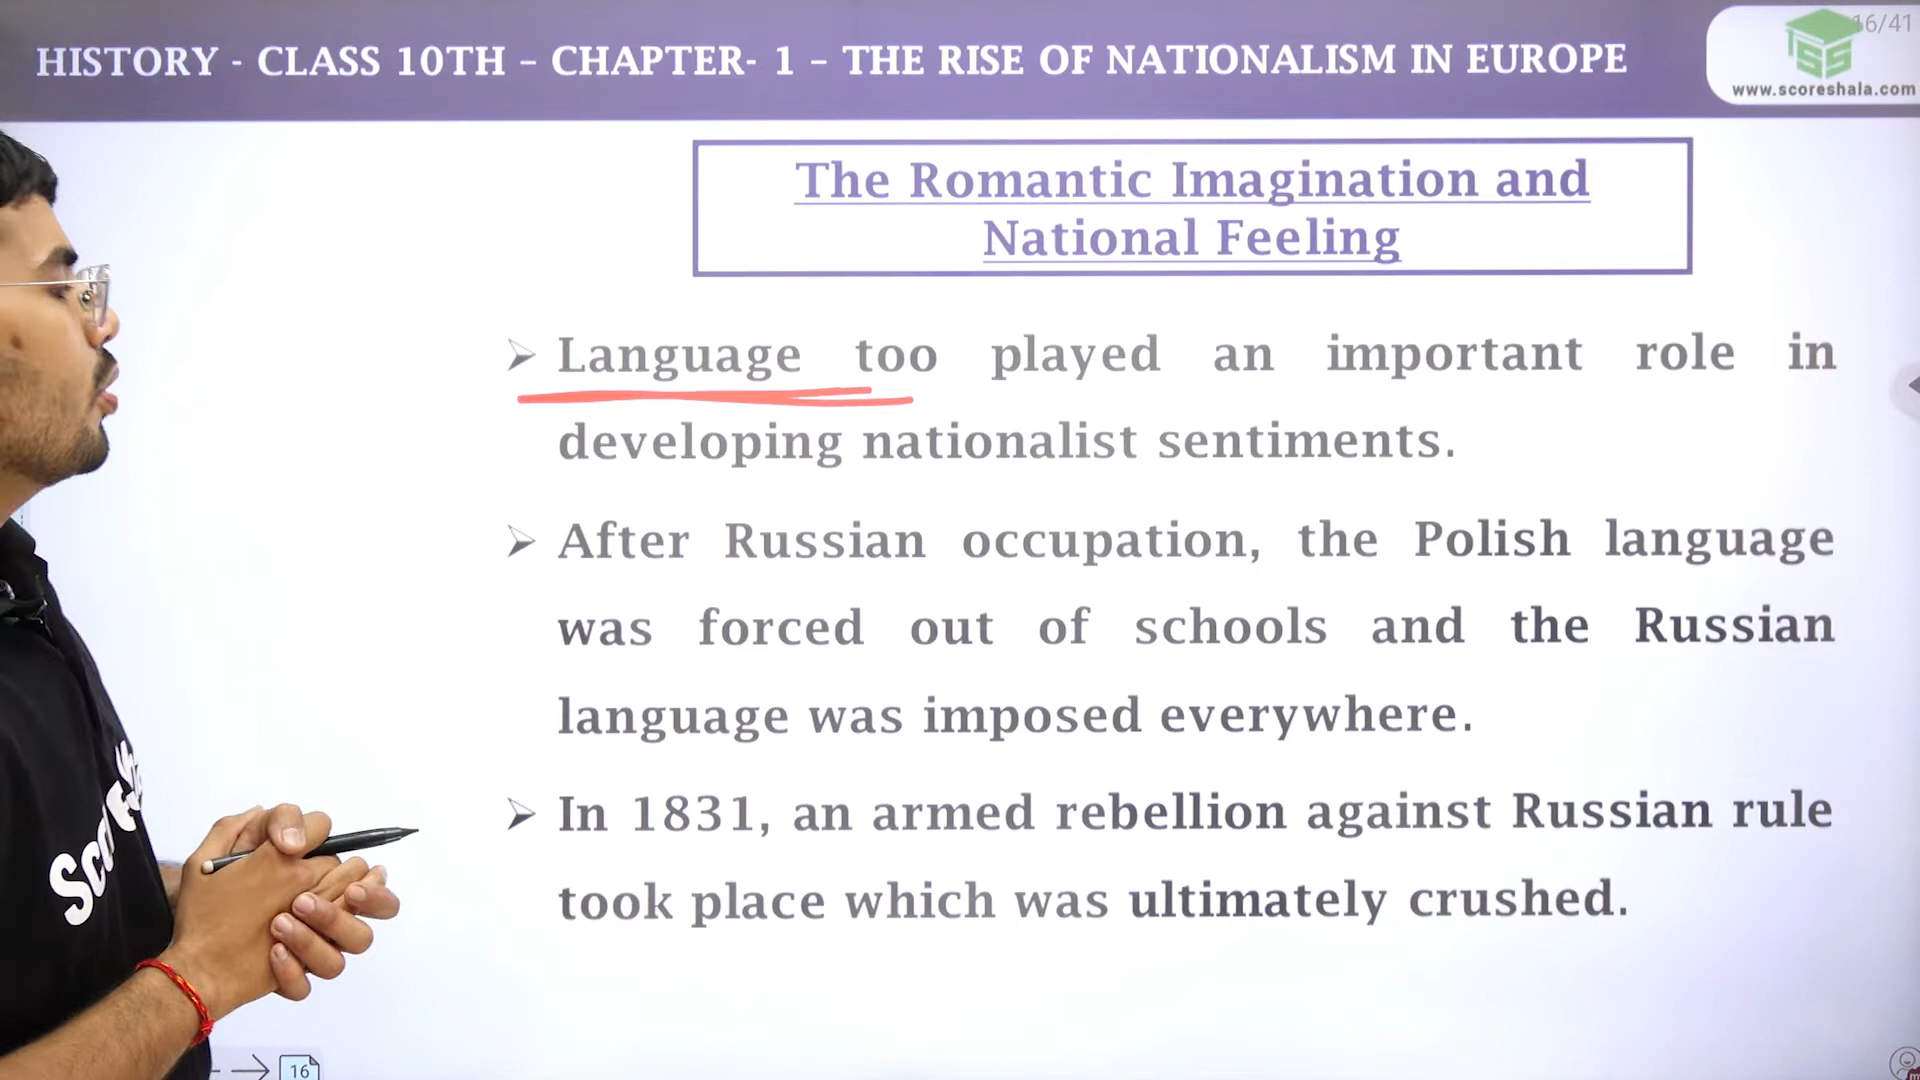 HISTORY - CLASS 10TH – CHAPTER- 1 – THE RISE OF NATIONALISM IN EUROPE
16/41
www.scoreshala.com
The Romantic Imagination and
National Feeling
➢ Language too played an important role in
developing nationalist sentiments.
➢ After Russian occupation, the Polish language
was forced out of schools and the Russian
language was imposed everywhere.
➢ In 1831, an armed rebellion against Russian rule
took place which was ultimately crushed.
16